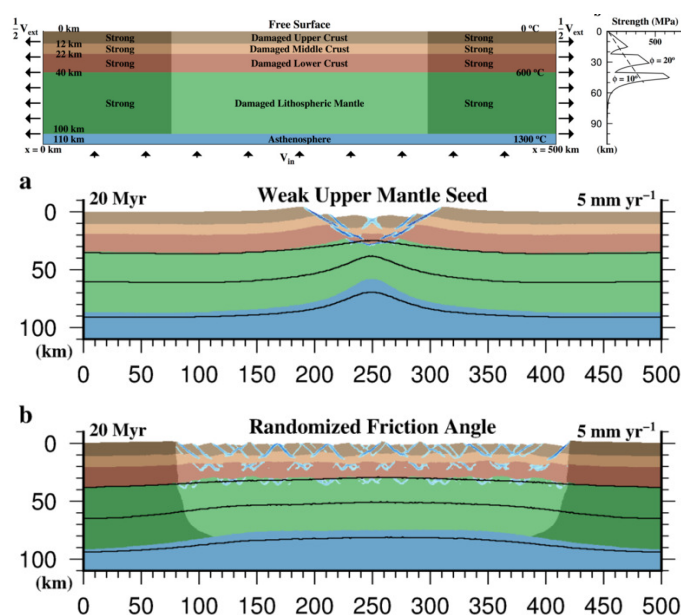 ½ V_ext 0 km Free Surface 0 °C ½ V_ext
Strong Damaged Upper Crust Strong
12 km
Strong Damaged Middle Crust Strong
22 km
Strong Damaged Lower Crust Strong
40 km 600 °C
Strong Damaged Lithospheric Mantle Strong
100 km
110 km Asthenosphere 1300 °C
x = 0 km V_in x = 500 km
Strength (MPa)
0 500
30 ϕ = 20°
ϕ = 10°
60
90
(km)
a
20 Myr Weak Upper Mantle Seed 5 mm yr⁻¹
0
50
100
(km)
0 50 100 150 200 250 300 350 400 450 500
b
20 Myr Randomized Friction Angle 5 mm yr⁻¹
0
50
100
(km)
0 50 100 150 200 250 300 350 400 450 500